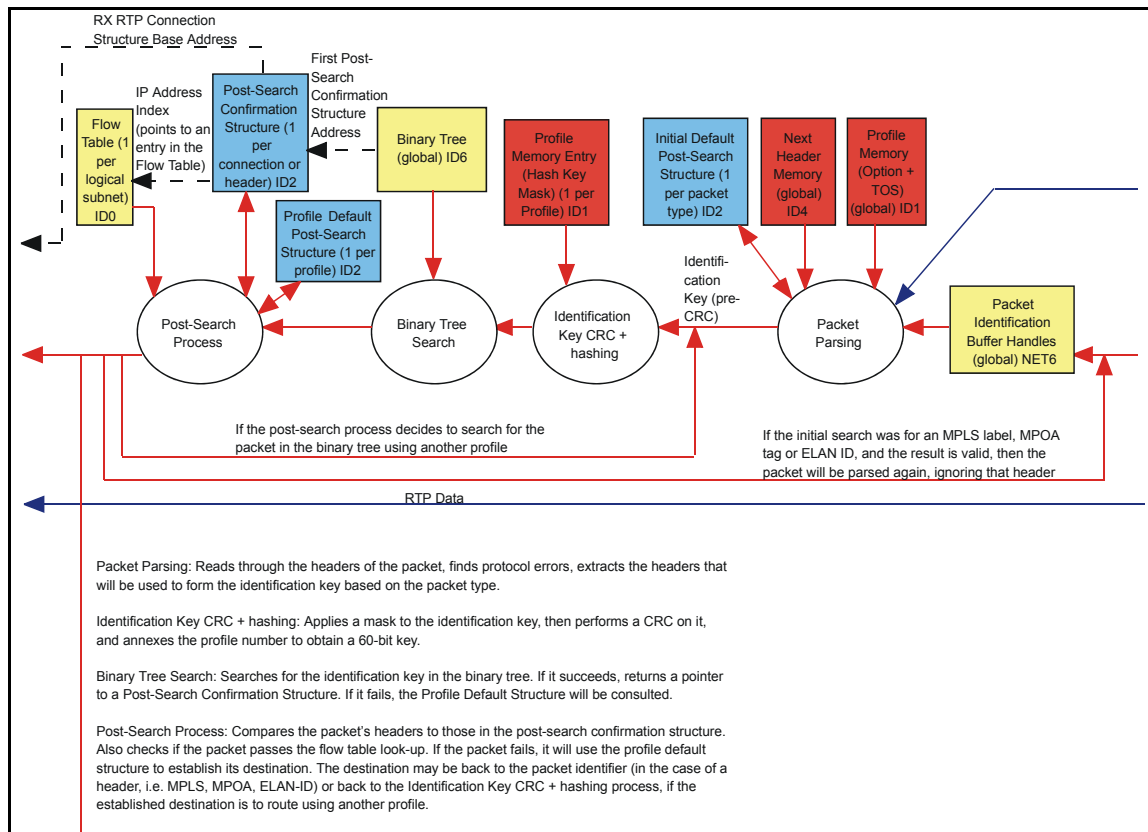 RX RTP Connection
Structure Base Address
First Post-
Search
Confirmation
Structure
Address
IP Address
Index
(points to an
entry in the
Flow Table)
Post-Search
Confirmation
Structure (1
per
connection or
header) ID2
Flow
Table (1
per
logical
subnet)
ID0
Binary Tree
(global) ID6
Profile
Memory Entry
(Hash Key
Mask) (1 per
Profile) ID1
Initial Default
Post-Search
Structure (1
per packet
type) ID2
Next
Header
Memory
(global)
ID4
Profile
Memory
(Option +
TOS)
(global) ID1
Profile Default
Post-Search
Structure (1 per
profile) ID2
Identifi-
cation
Key (pre-
CRC)
Post-Search
Process
Binary Tree
Search
Identification
Key CRC +
hashing
Packet
Parsing
Packet
Identification
Buffer Handles
(global) NET6
If the post-search process decides to search for the
packet in the binary tree using another profile
If the initial search was for an MPLS label, MPOA
tag or ELAN ID, and the result is valid, then the
packet will be parsed again, ignoring that header
RTP Data
Packet Parsing: Reads through the headers of the packet, finds protocol errors, extracts the headers that
will be used to form the identification key based on the packet type.
Identification Key CRC + hashing: Applies a mask to the identification key, then performs a CRC on it,
and annexes the profile number to obtain a 60-bit key.
Binary Tree Search: Searches for the identification key in the binary tree. If it succeeds, returns a pointer
to a Post-Search Confirmation Structure. If it fails, the Profile Default Structure will be consulted.
Post-Search Process: Compares the packet's headers to those in the post-search confirmation structure.
Also checks if the packet passes the flow table look-up. If the packet fails, it will use the profile default
structure to establish its destination. The destination may be back to the packet identifier (in the case of a
header, i.e. MPLS, MPOA, ELAN-ID) or back to the Identification Key CRC + hashing process, if the
established destination is to route using another profile.